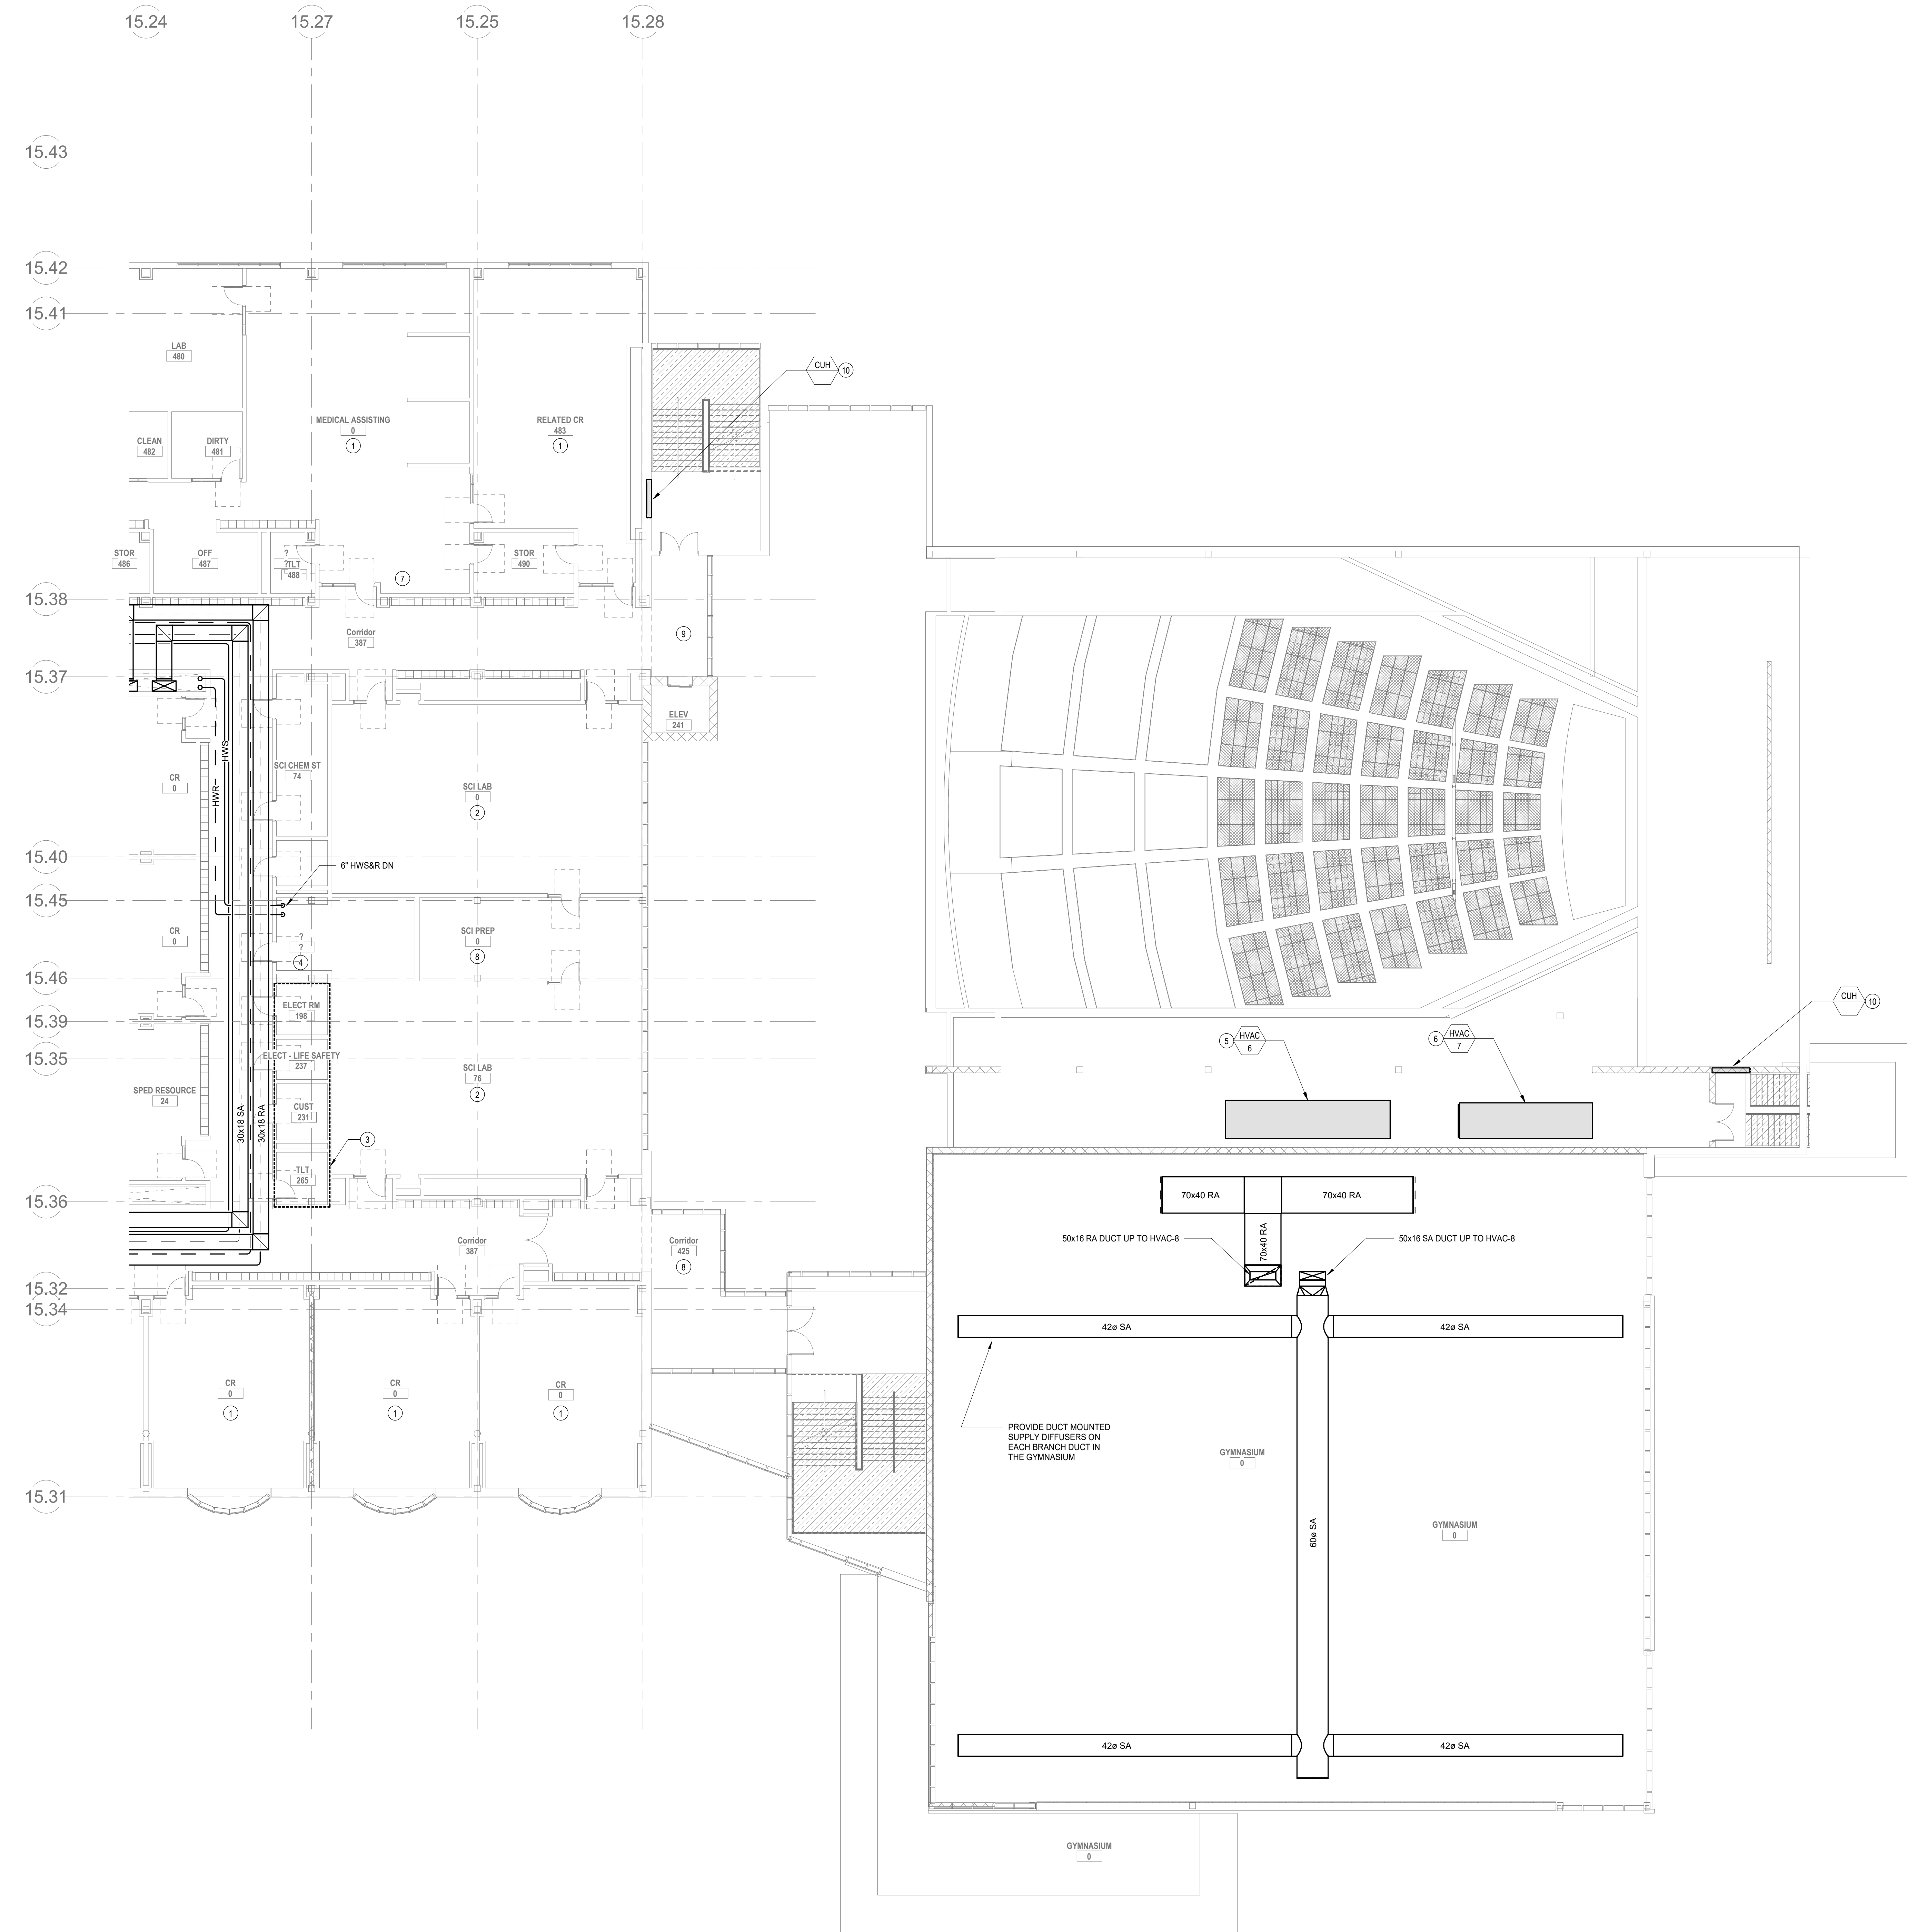 15.24
15.27
15.25
15.28
15.43
15.42
15.41
LAB
480
CUH
10
MEDICAL ASSISTING
0
1
RELATED CR
483
1
CLEAN
482
DIRTY
481
STOR
486
OFF
487
?
?
TLT
488
STOR
490
7
15.38
Corridor
387
9
15.37
ELEV
241
HWS
HWR
SCI CHEM ST
74
CR
0
SCI LAB
0
2
15.40
6" HWS&R DN
15.45
CR
0
?
?
4
SCI PREP
0
8
15.46
ELECT RM
198
15.39
CUH
10
5
HVAC
6
6
HVAC
7
15.35
ELECT - LIFE SAFETY
237
SCI LAB
76
2
SPED RESOURCE
24
30x18 SA
30x18 RA
CUST
231
3
TLT
265
15.36
70x40 RA
70x40 RA
70x40 RA
50x16 RA DUCT UP TO HVAC-8
50x16 SA DUCT UP TO HVAC-8
Corridor
387
Corridor
425
8
15.32
15.34
42ø SA
42ø SA
CR
0
1
CR
0
1
CR
0
1
PROVIDE DUCT MOUNTED
SUPPLY DIFFUSERS ON
EACH BRANCH DUCT IN
THE GYMNASIUM
GYMNASIUM
0
15.31
60ø SA
GYMNASIUM
0
42ø SA
42ø SA
GYMNASIUM
0